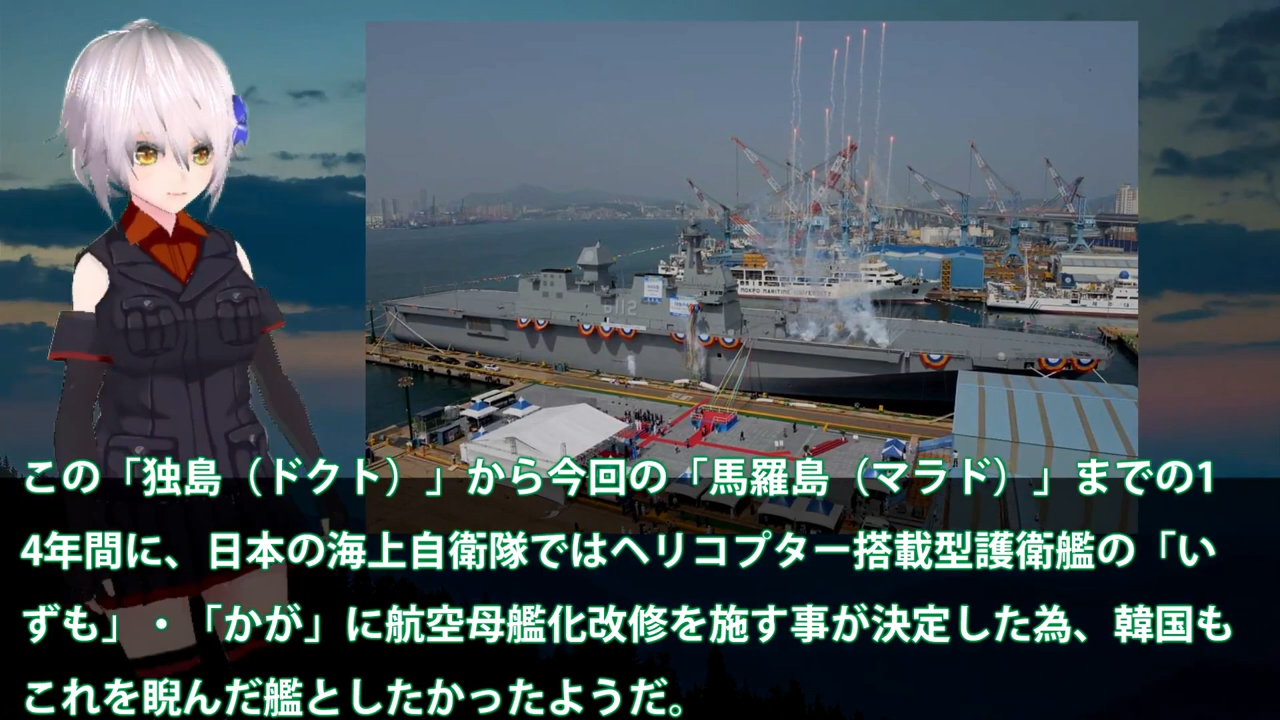 MOKPO MARITIME UNIVERSITY
この「独島（ドクト）」から今回の「馬羅島（マラド）」までの1
4年間に、日本の海上自衛隊ではヘリコプター搭載型護衛艦の「い
ずも」・「かが」に航空母艦化改修を施す事が決定した為、韓国も
これを睨んだ艦としたかったようだ。